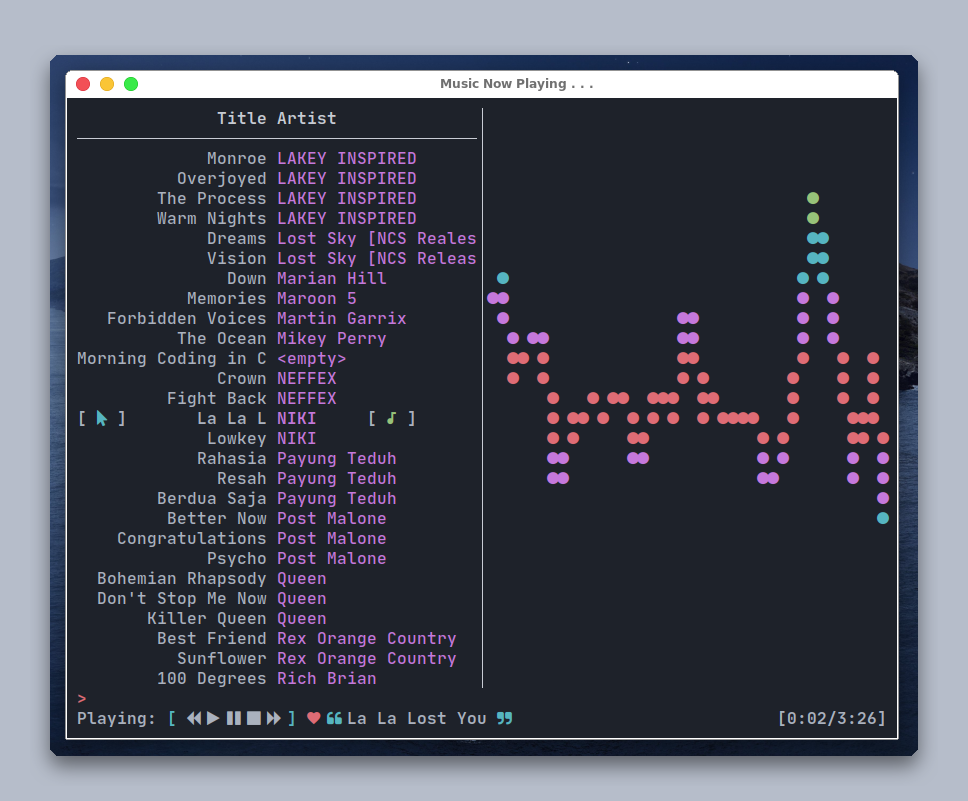 Music Now Playing . . .
Title Artist
Monroe LAKEY INSPIRED
Overjoyed LAKEY INSPIRED
The Process LAKEY INSPIRED
Warm Nights LAKEY INSPIRED
Dreams Lost Sky [NCS Reales
Vision Lost Sky [NCS Releas
Down Marian Hill
Memories Maroon 5
Forbidden Voices Martin Garrix
The Ocean Mikey Perry
Morning Coding in C <empty>
Crown NEFFEX
Fight Back NEFFEX
[ ] La La L NIKI [ ♪ ]
Lowkey NIKI
Rahasia Payung Teduh
Resah Payung Teduh
Berdua Saja Payung Teduh
Better Now Post Malone
Congratulations Post Malone
Psycho Post Malone
Bohemian Rhapsody Queen
Don't Stop Me Now Queen
Killer Queen Queen
Best Friend Rex Orange Country
Sunflower Rex Orange Country
100 Degrees Rich Brian
>
Playing: [ ] ❤ “ La La Lost You ” [0:02/3:26]